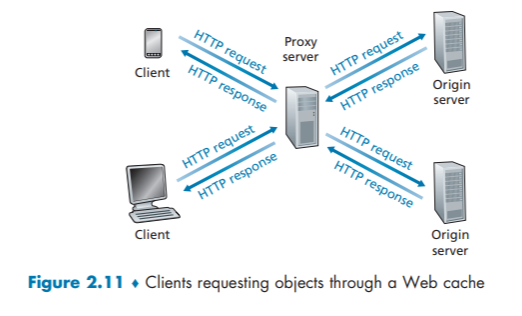 HTTP request
HTTP response
Client
Proxy
server
HTTP request
HTTP response
Origin
server
HTTP request
HTTP response
Client
HTTP request
HTTP response
Origin
server
Figure 2.11 ♦ Clients requesting objects through a Web cache